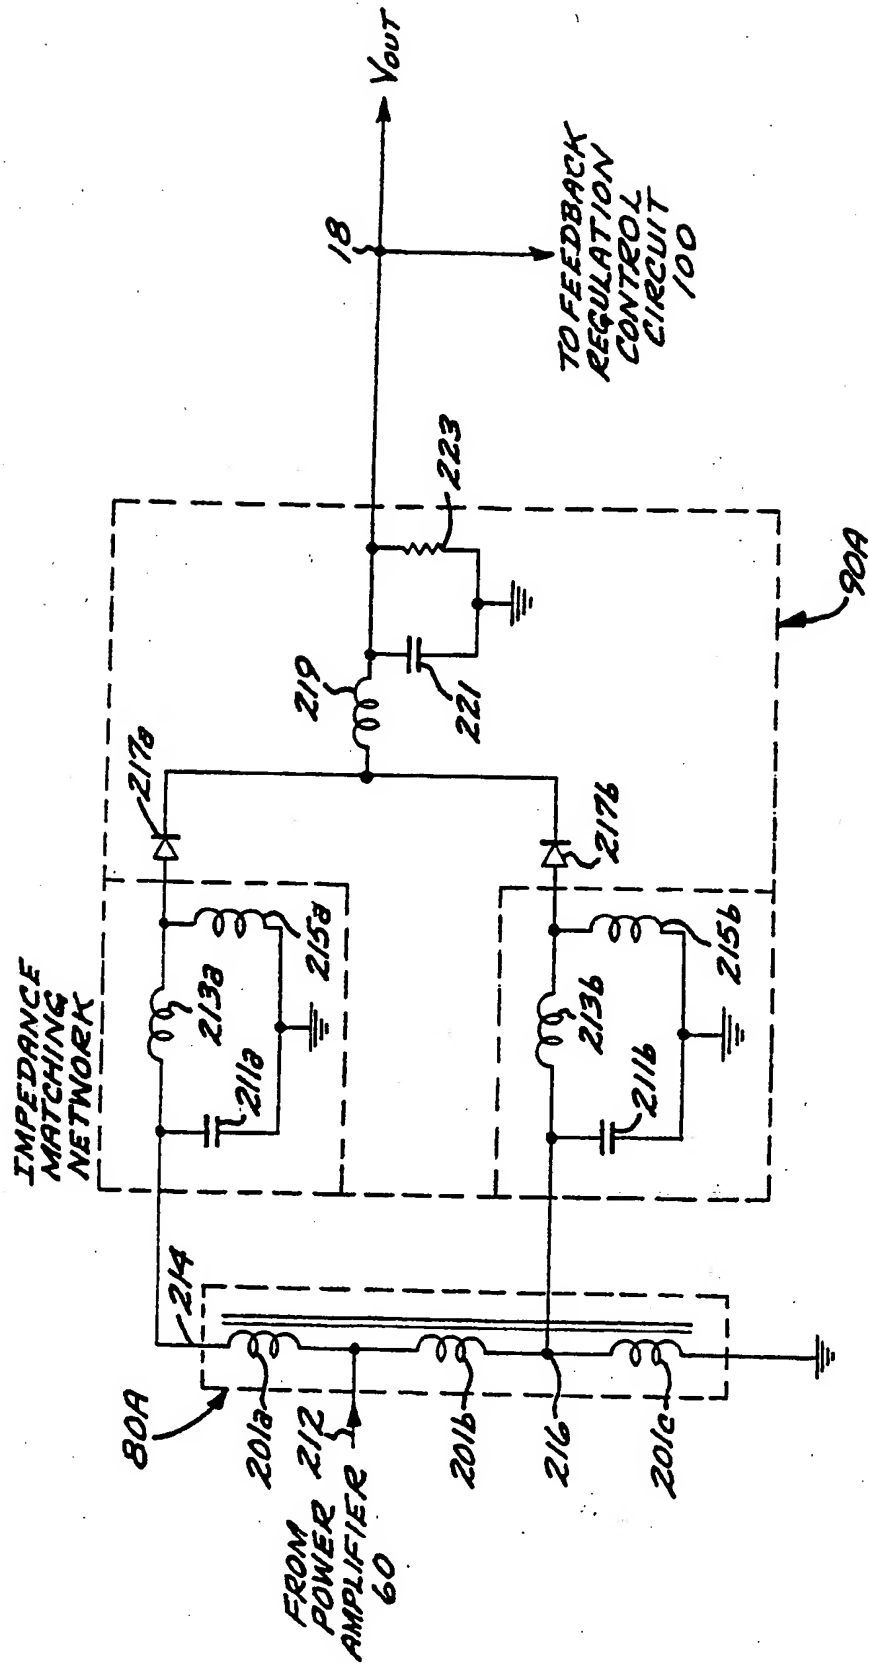 IMPEDANCE
MATCHING
NETWORK
80A
214
201a
FROM
POWER
AMPLIFIER
60
212
201b
216
201c
211a
213a
215a
217a
211b
213b
215b
217b
219
221
223
90A
18
VOUT
TO FEEDBACK
REGULATION
CONTROL
CIRCUIT
100